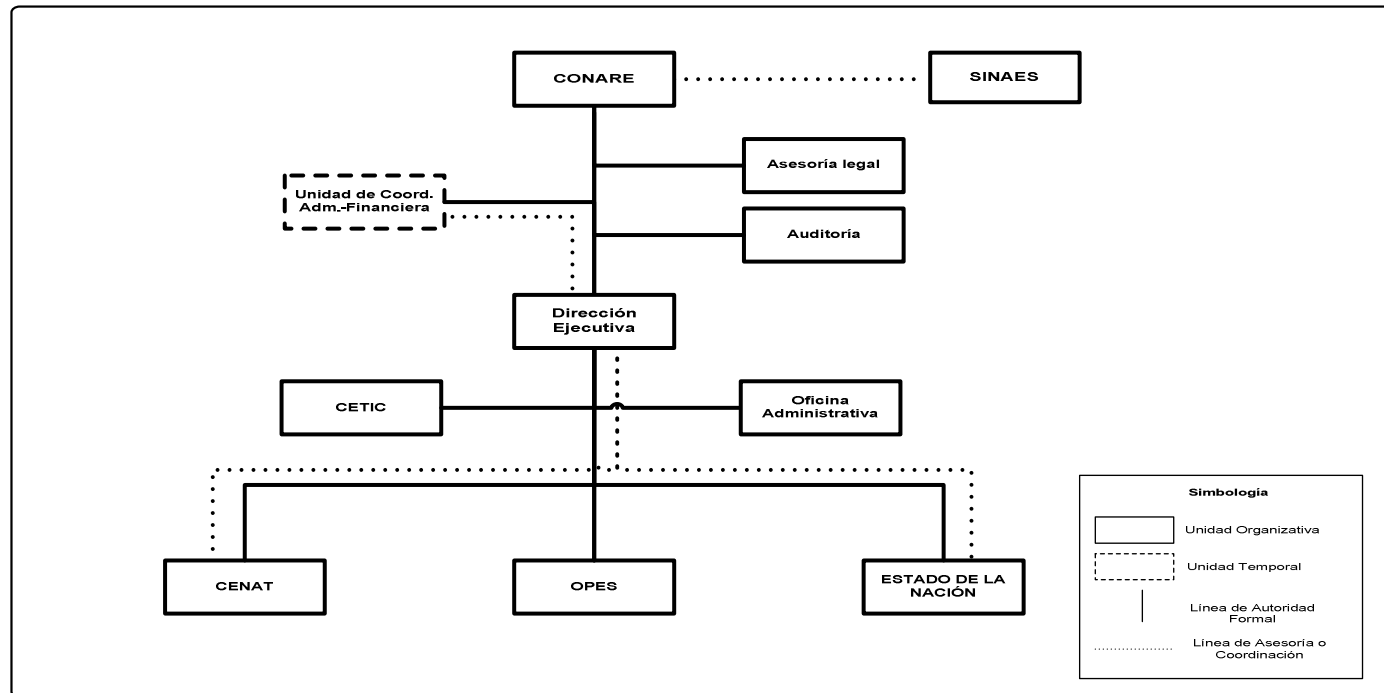 CONARE
SINAES
Asesoría legal
Unidad de Coord.
Adm.-Financiera
Auditoría
Dirección
Ejecutiva
CETIC
Oficina
Administrativa
CENAT
OPES
ESTADO DE LA
NACIÓN
Simbología
Unidad Organizativa
Unidad Temporal
Línea de Autoridad
Formal
Línea de Asesoría o
Coordinación